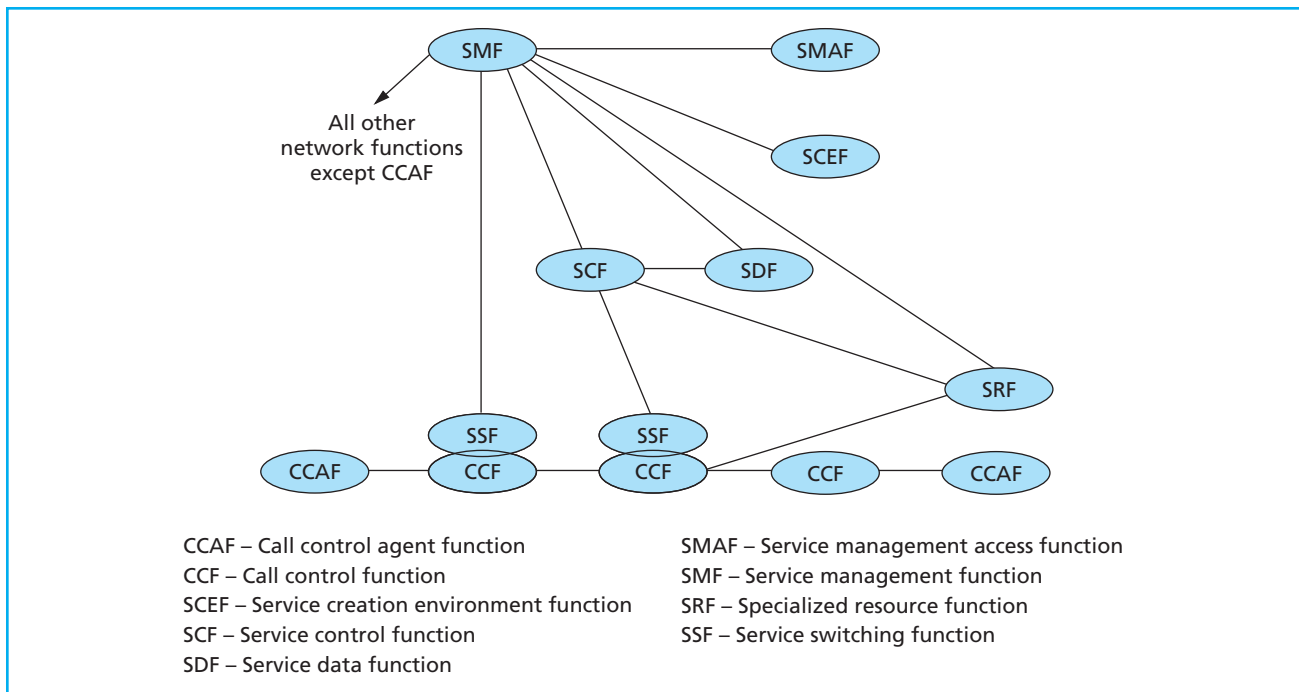 SMF
SMAF
All other
network functions
except CCAF
SCEF
SCF
SDF
SRF
SSF
SSF
CCAF
CCF
CCF
CCF
CCAF
CCAF – Call control agent function
CCF – Call control function
SCEF – Service creation environment function
SCF – Service control function
SDF – Service data function
SMAF – Service management access function
SMF – Service management function
SRF – Specialized resource function
SSF – Service switching function